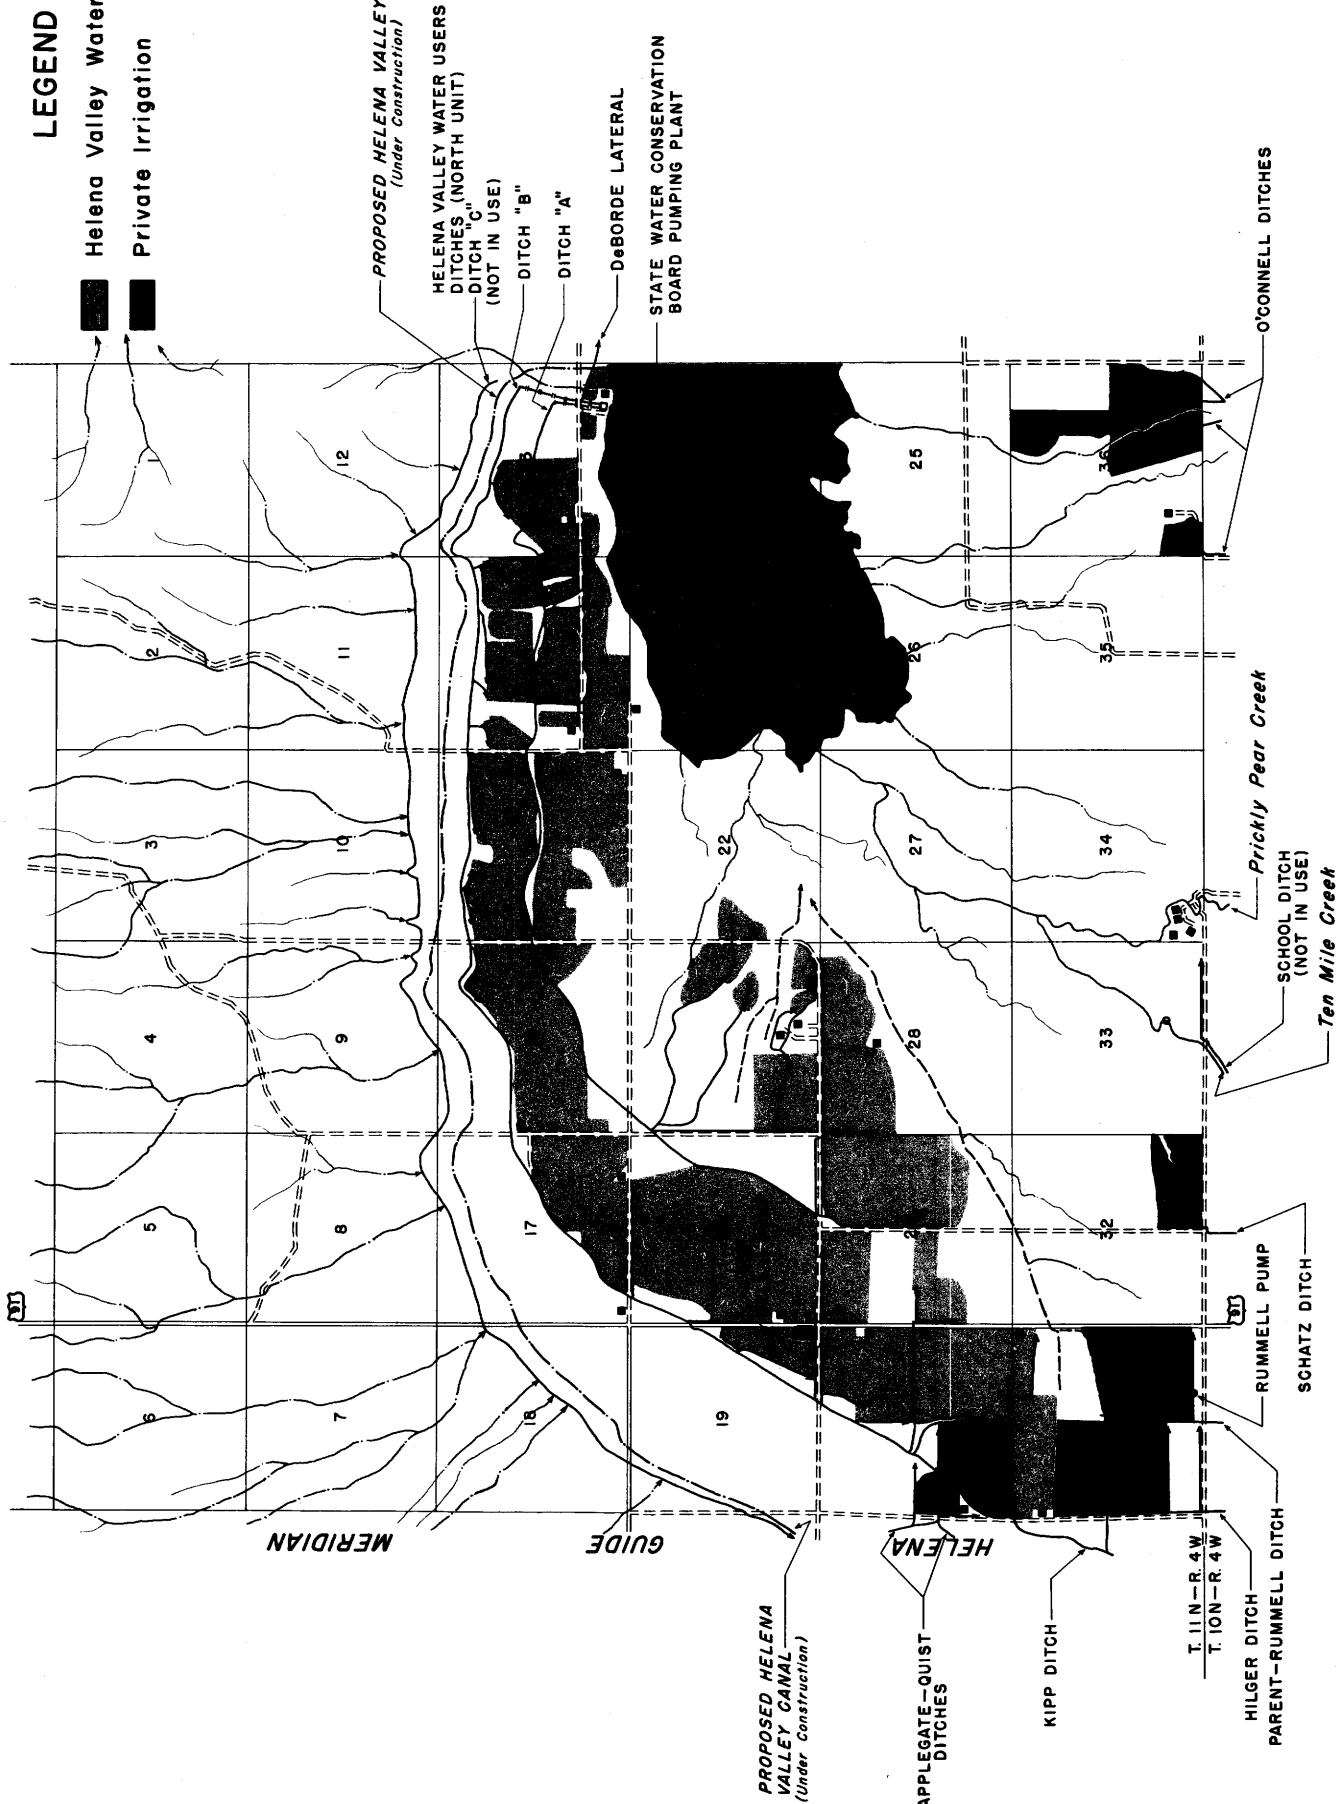 LEGEND
Helena Valley Water
Private Irrigation
PROPOSED HELENA VALLEY
(Under Construction)
HELENA VALLEY WATER USERS
DITCHES (NORTH UNIT)
DITCH "C"
(NOT IN USE)
DITCH "B"
DITCH "A"
DeBORDE LATERAL
STATE WATER CONSERVATION
BOARD PUMPING PLANT
O'CONNELL DITCHES
1
12
25
36
2
11
26
35
3
10
22
27
34
Prickly Pear Creek
4
9
28
33
SCHOOL DITCH
(NOT IN USE)
Ten Mile Creek
5
8
17
32
91
91
6
7
18
19
RUMMELL PUMP
SCHATZ DITCH
MERIDIAN
GUIDE
HELENA
PROPOSED HELENA
VALLEY CANAL
(Under Construction)
APPLEGATE-QUIST
DITCHES
KIPP DITCH
T. 11N-R. 4W
T. 10N-R. 4W
HILGER DITCH
PARENT-RUMMELL DITCH